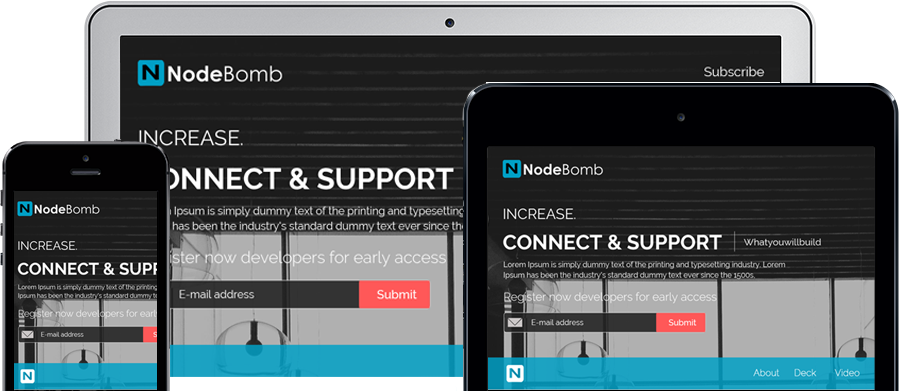 N NodeBomb
Subscribe
INCREASE.
ONNECT & SUPPORT
Ipsum is simply dummy text of the printing and typesetting
has been the industry's standard dummy text ever since the
ister now developers for early access
E-mail address
Submit
N NodeBomb
INCREASE.
CONNECT & SUPP
Lorem Ipsum is simply dummy text of the printing
Ipsum has been the industry's standard dummy
Register now developers for early
E-mail address
S
N
N NodeBomb
INCREASE.
CONNECT & SUPPORT
Whatyouwillbuild
Lorem Ipsum is simply dummy text of the printing and typesetting industry. Lorem
Ipsum has been the industry's standard dummy text ever since the 1500s.
Register now developers for early access
E-mail address
Submit
N
About Deck Video